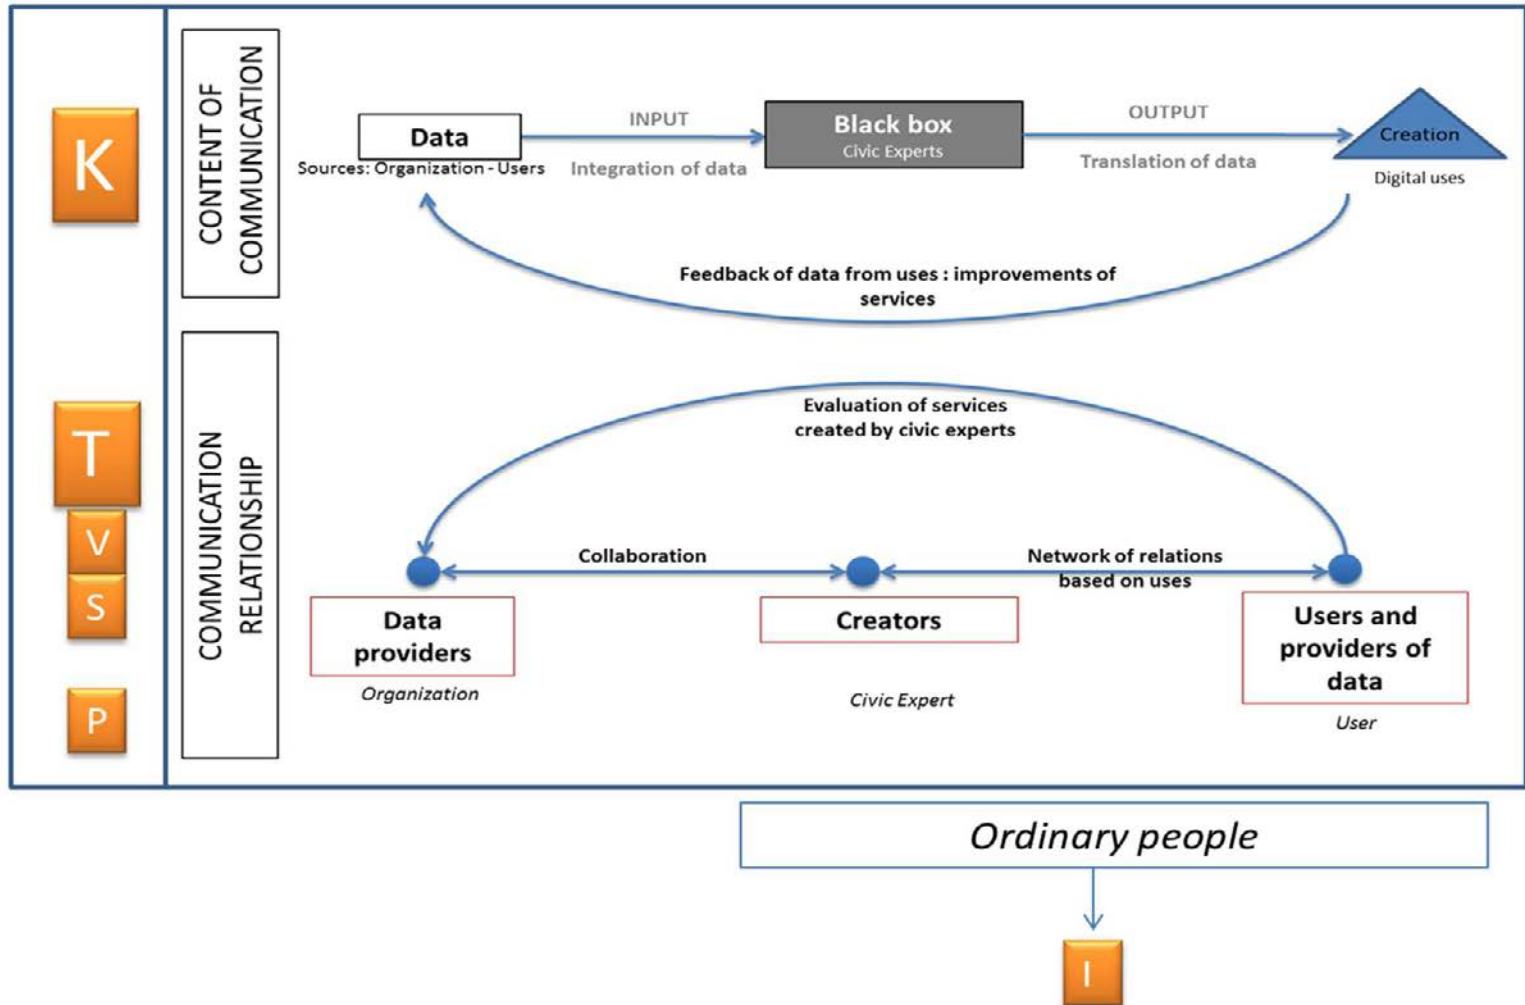 K
CONTENT OF
COMMUNICATION
Data
Sources: Organization - Users
INPUT
Integration of data
Black box
Civic Experts
OUTPUT
Translation of data
Creation
Digital uses
Feedback of data from uses : improvements of
services
T
V
S
P
COMMUNICATION
RELATIONSHIP
Evaluation of services
created by civic experts
Collaboration
Network of relations
based on uses
Data
providers
Organization
Creators
Civic Expert
Users and
providers of
data
User
Ordinary people
I